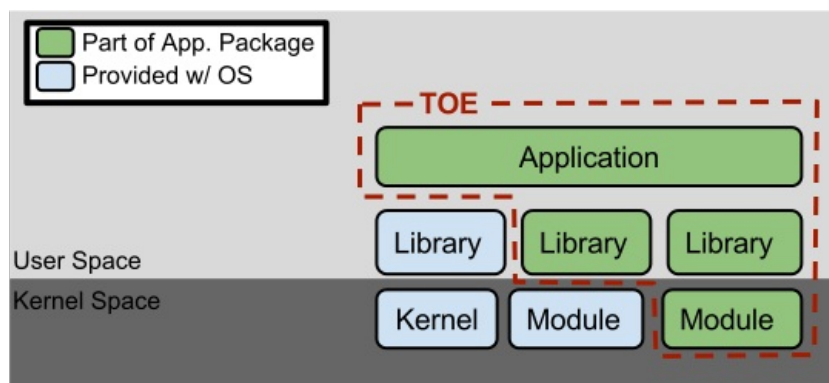 Part of App. Package
Provided w/ OS
TOE
Application
Library Library Library
User Space
Kernel Space
Kernel Module Module